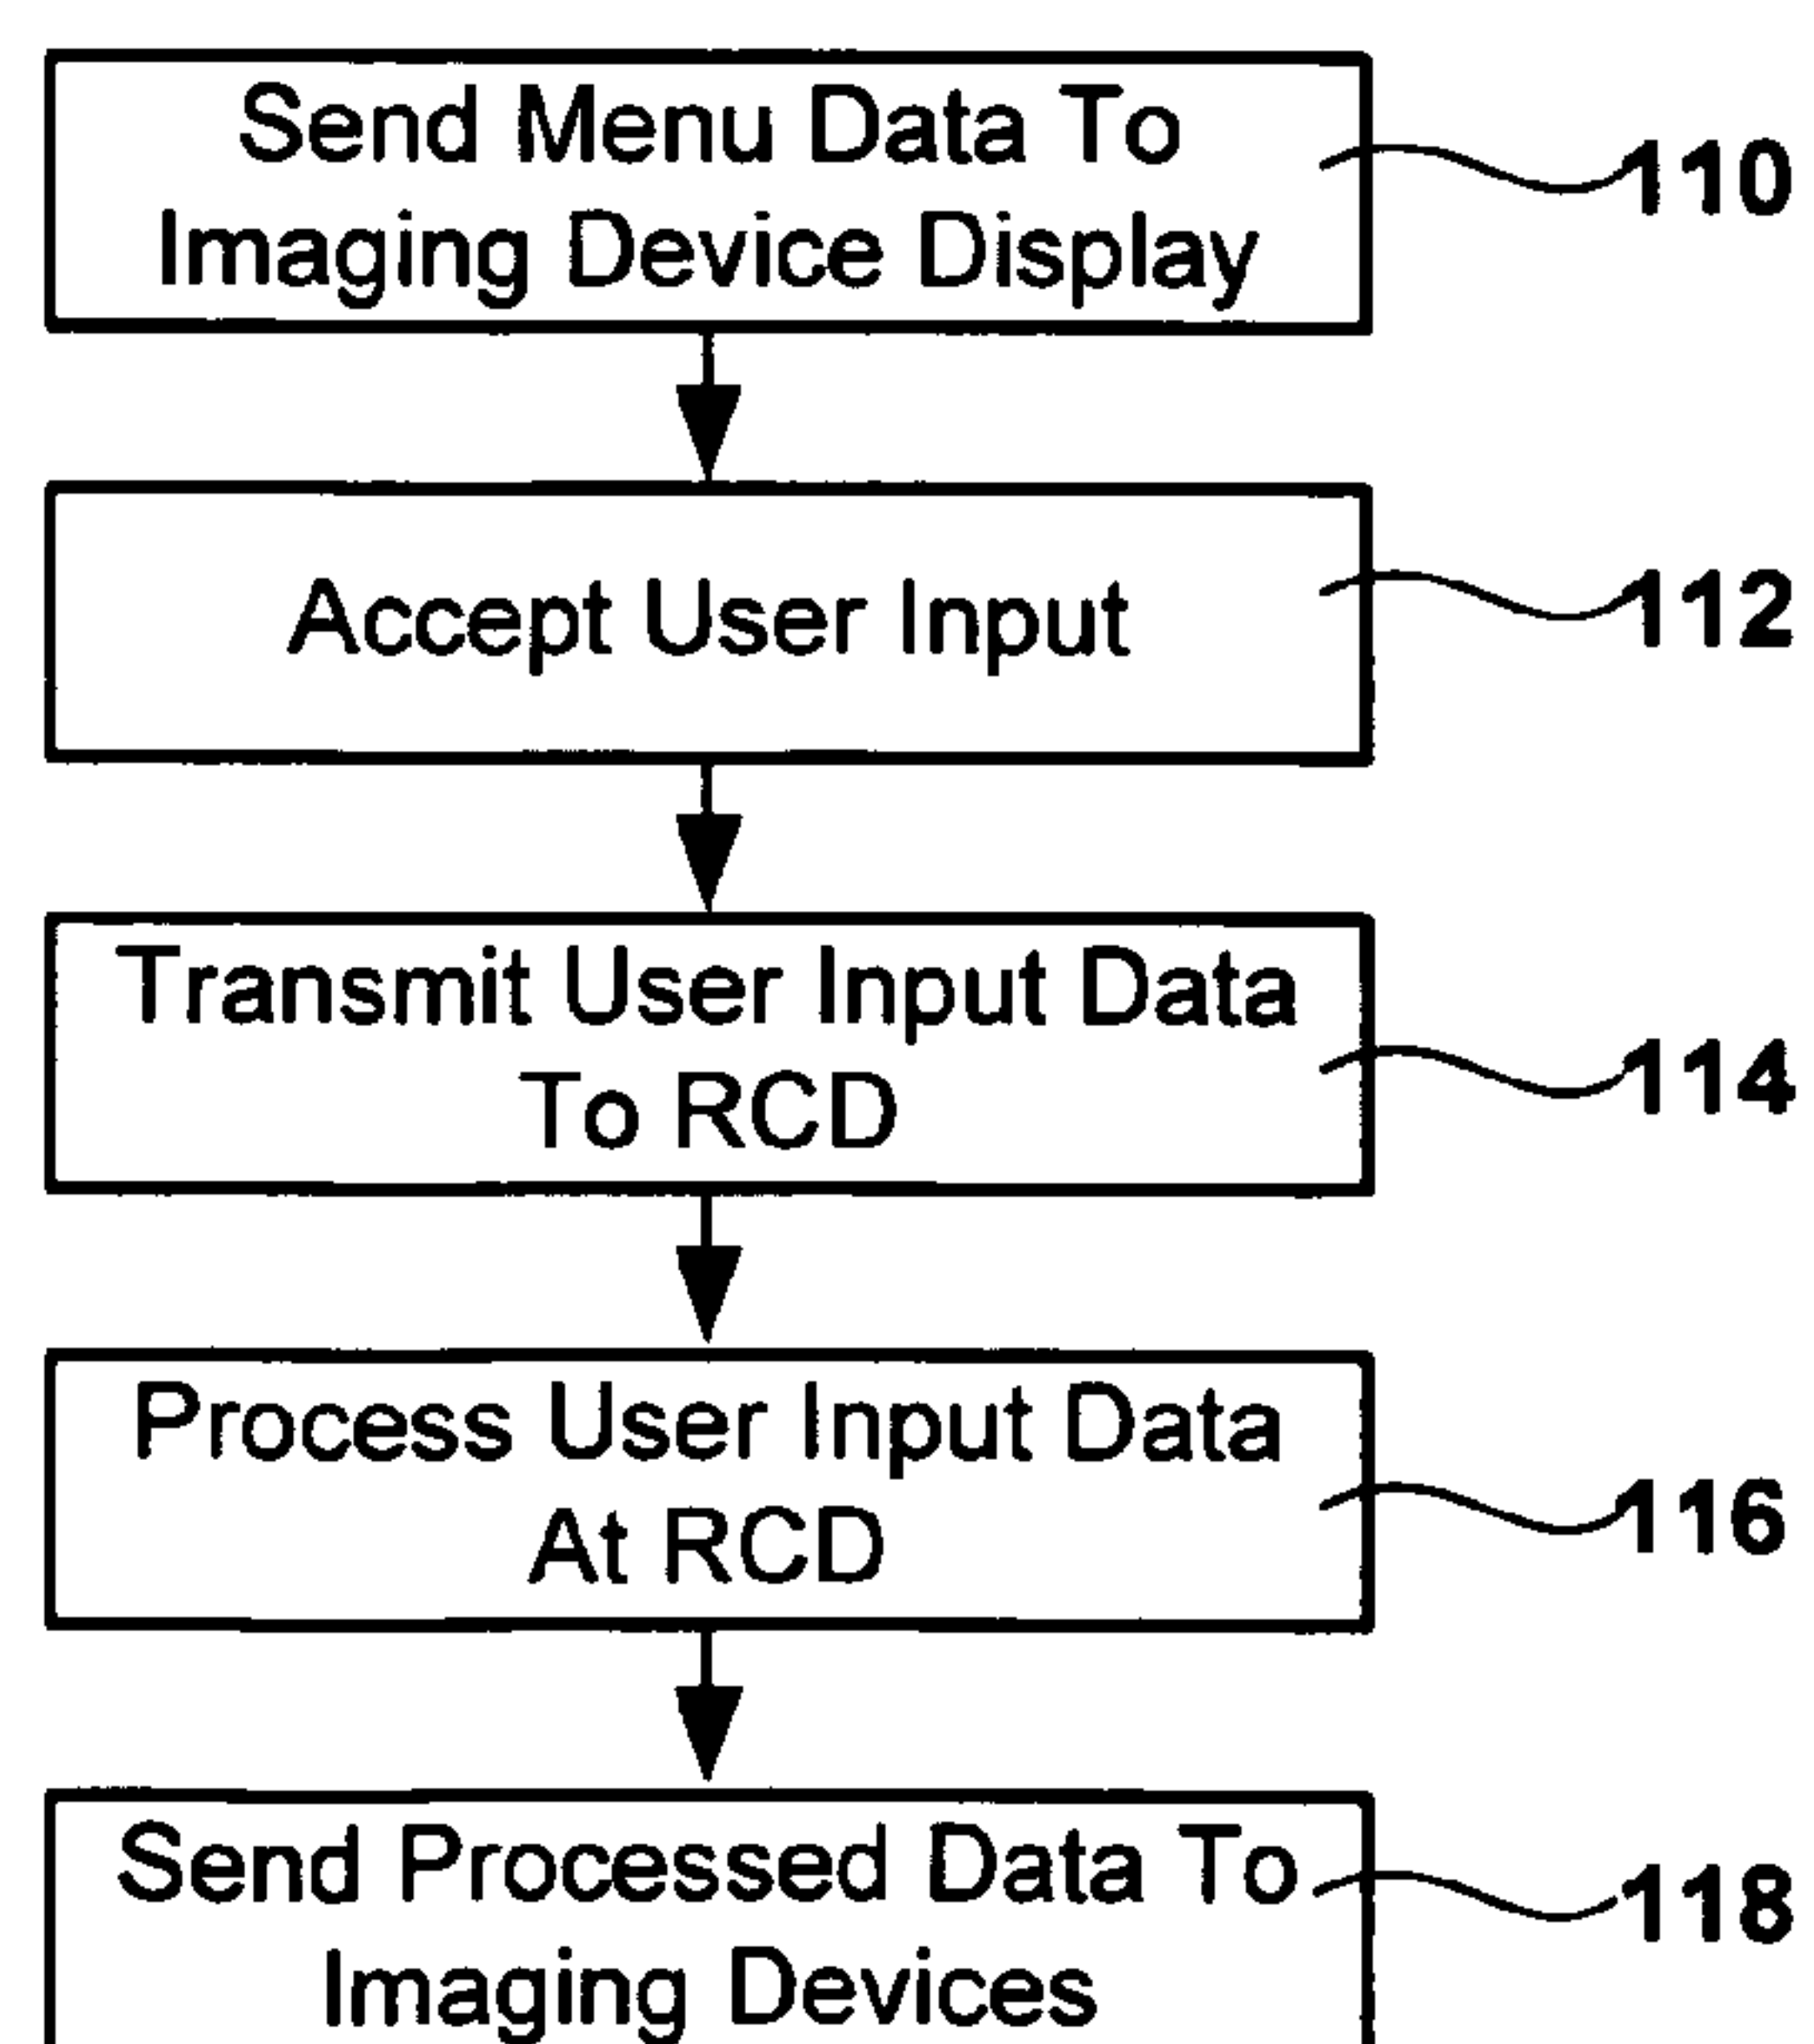 Send Menu Data To
Imaging Device Display
110
Accept User Input
112
Transmit User Input Data
To RCD
114
Process User Input Data
At RCD
116
Send Processed Data To
Imaging Devices
118